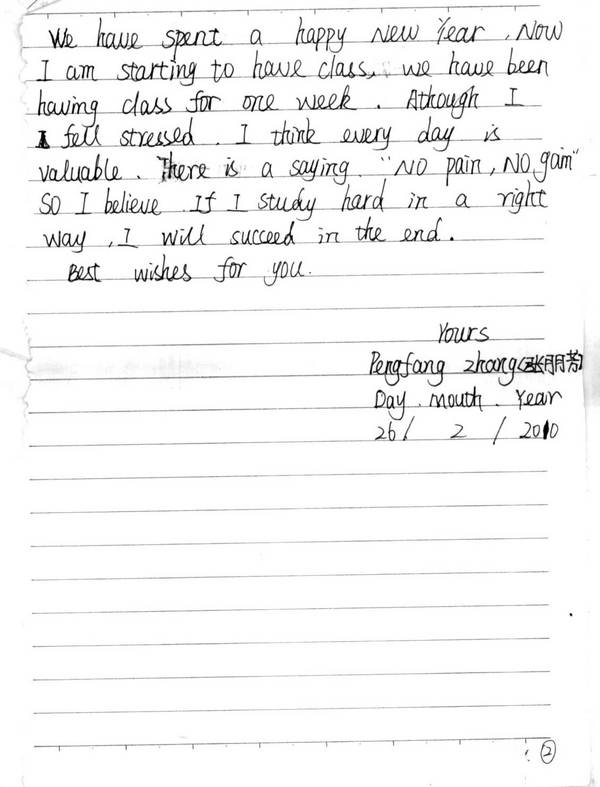 We have spent a happy New Year. Now
I am starting to have class, we have been
having class for one week. Athough I
fell stressed. I think every day is
valuable. There is a saying. "NO pain, NO gain"
SO I believe If I study hard in a right
way, I will succeed in the end.
Best wishes for you.
Yours
Pengfang zhang(张朋芳)
Day. mouth. Year
26/ 2 / 2010
②